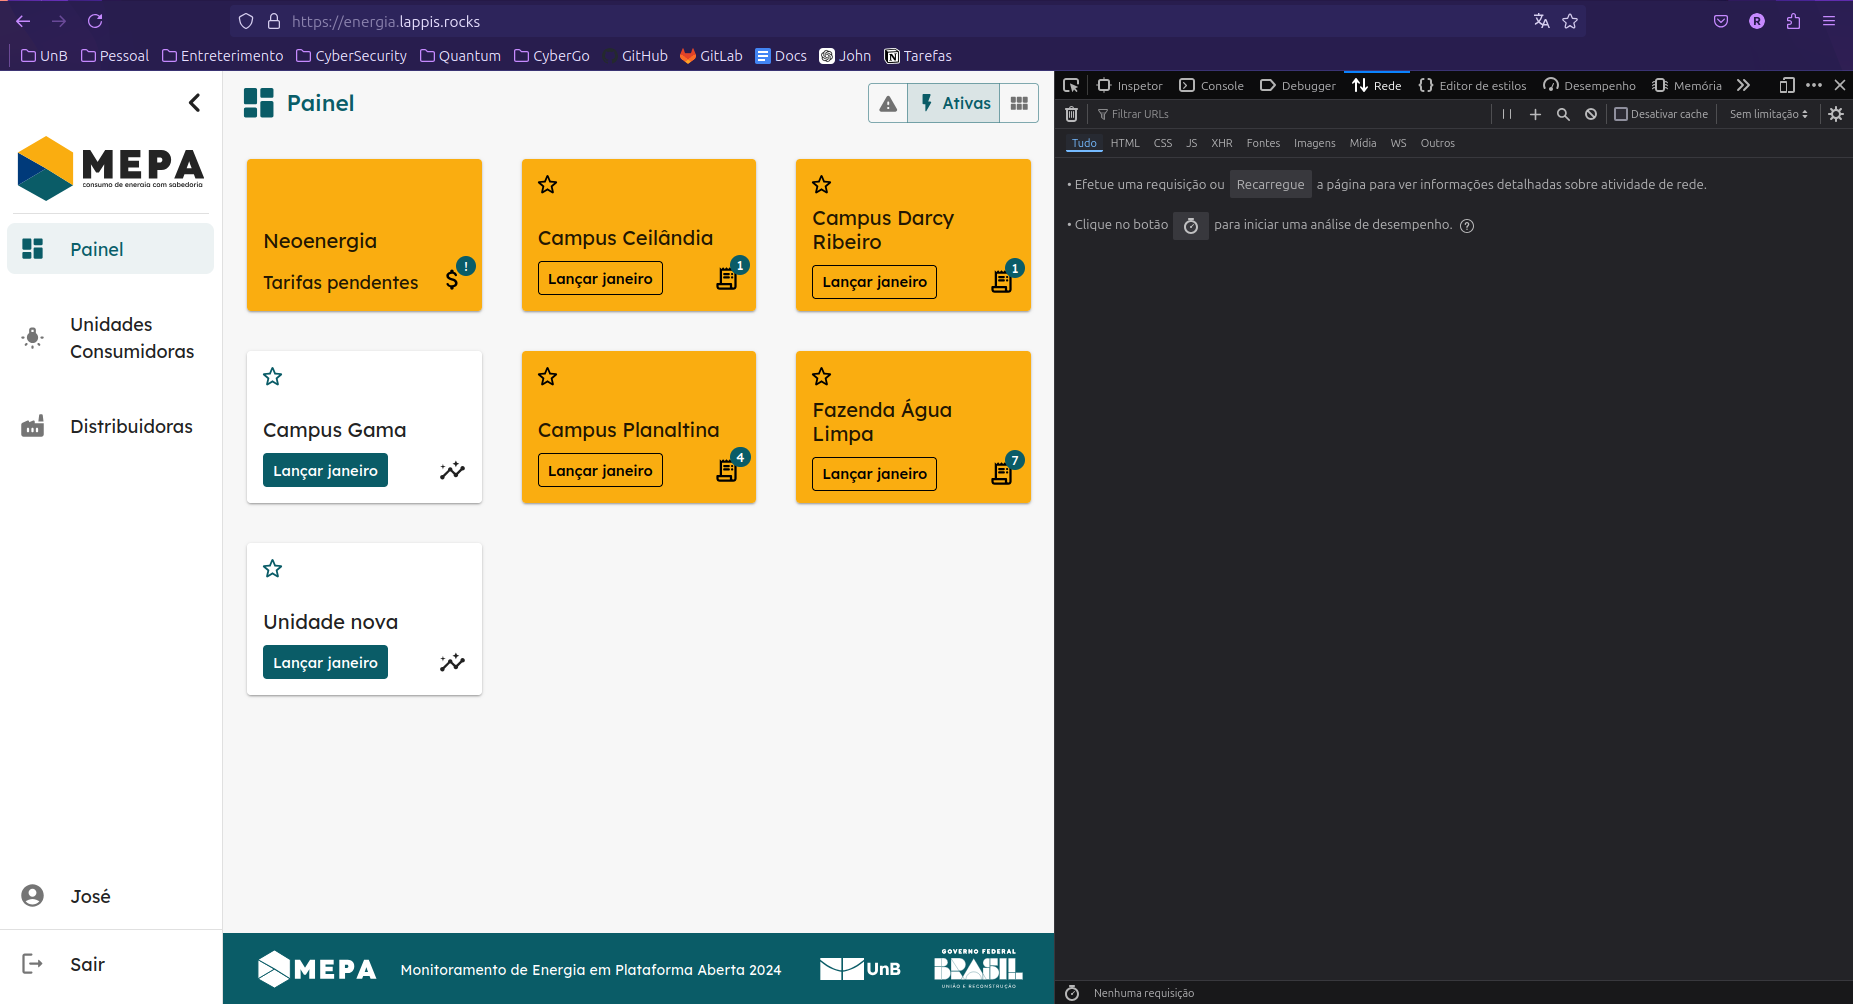 https://energia.lappis.rocks
UnB Pessoal Entreterimento CyberSecurity Quantum CyberGo GitHub GitLab Docs John Tarefas
MEPA
consumo de energia com sabedoria
Painel
Unidades
Consumidoras
Distribuidoras
José
Sair
Painel
Ativas
Neoenergia
Tarifas pendentes
!
Campus Ceilândia
Lançar janeiro
1
Campus Darcy
Ribeiro
Lançar janeiro
1
Campus Gama
Lançar janeiro
Campus Planaltina
Lançar janeiro
4
Fazenda Água
Limpa
Lançar janeiro
7
Unidade nova
Lançar janeiro
MEPA Monitoramento de Energia em Plataforma Aberta 2024 UnB
GOVERNO FEDERAL
BRASIL
UNIÃO E RECONSTRUÇÃO
Inspetor Console Debugger Rede Editor de estilos Desempenho Memória
Filtrar URLs Desativar cache Sem limitação
Tudo HTML CSS JS XHR Fontes Imagens Mídia WS Outros
• Efetue uma requisição ou Recarregue a página para ver informações detalhadas sobre atividade de rede.
• Clique no botão para iniciar uma análise de desempenho. ?
Nenhuma requisição